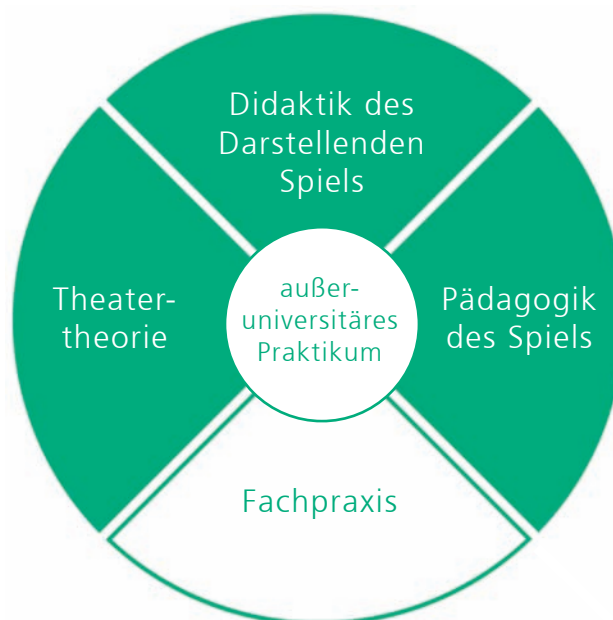 Didaktik des
Darstellenden
Spiels
Theater-
theorie
außer-
universitäres
Praktikum
Pädagogik
des Spiels
Fachpraxis